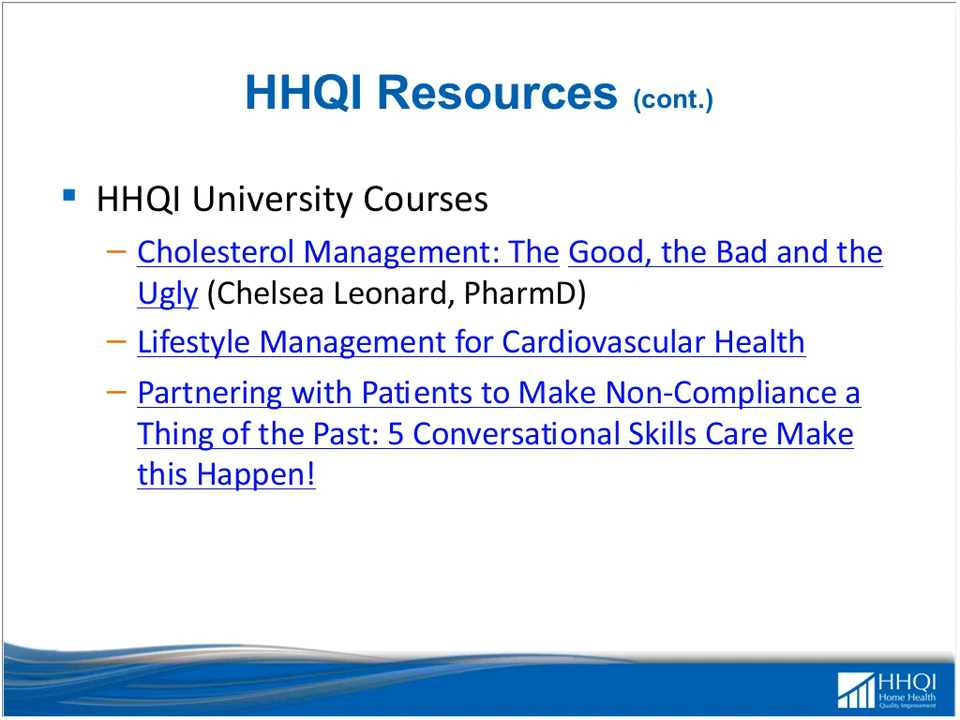 HHQI Resources (cont.)
▪ HHQI University Courses
– Cholesterol Management: The Good, the Bad and the
Ugly (Chelsea Leonard, PharmD)
– Lifestyle Management for Cardiovascular Health
– Partnering with Patients to Make Non-Compliance a
Thing of the Past: 5 Conversational Skills Care Make
this Happen!
HHQI
Home Health
Quality Improvement